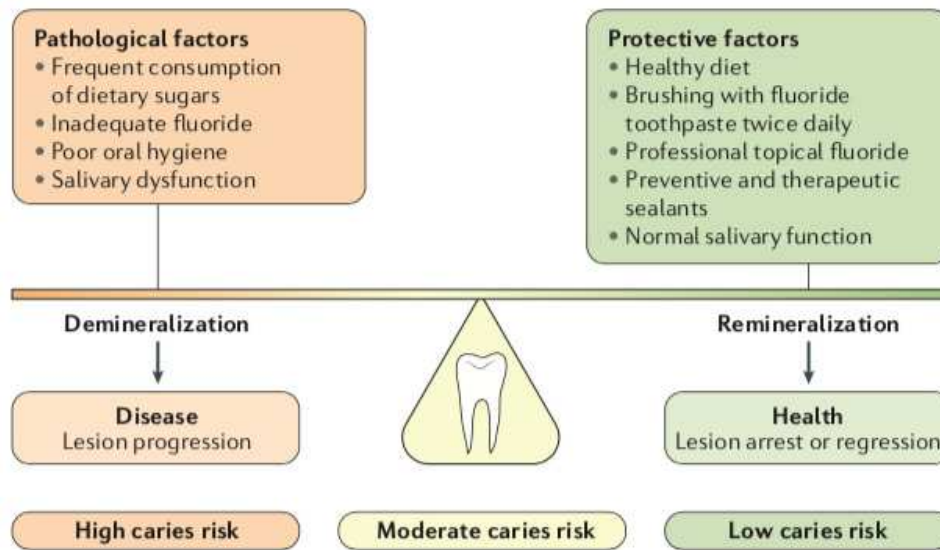 Pathological factors
• Frequent consumption
of dietary sugars
• Inadequate fluoride
• Poor oral hygiene
• Salivary dysfunction
Protective factors
• Healthy diet
• Brushing with fluoride
toothpaste twice daily
• Professional topical fluoride
• Preventive and therapeutic
sealants
• Normal salivary function
Demineralization
Remineralization
Disease
Lesion progression
Health
Lesion arrest or regression
High caries risk
Moderate caries risk
Low caries risk